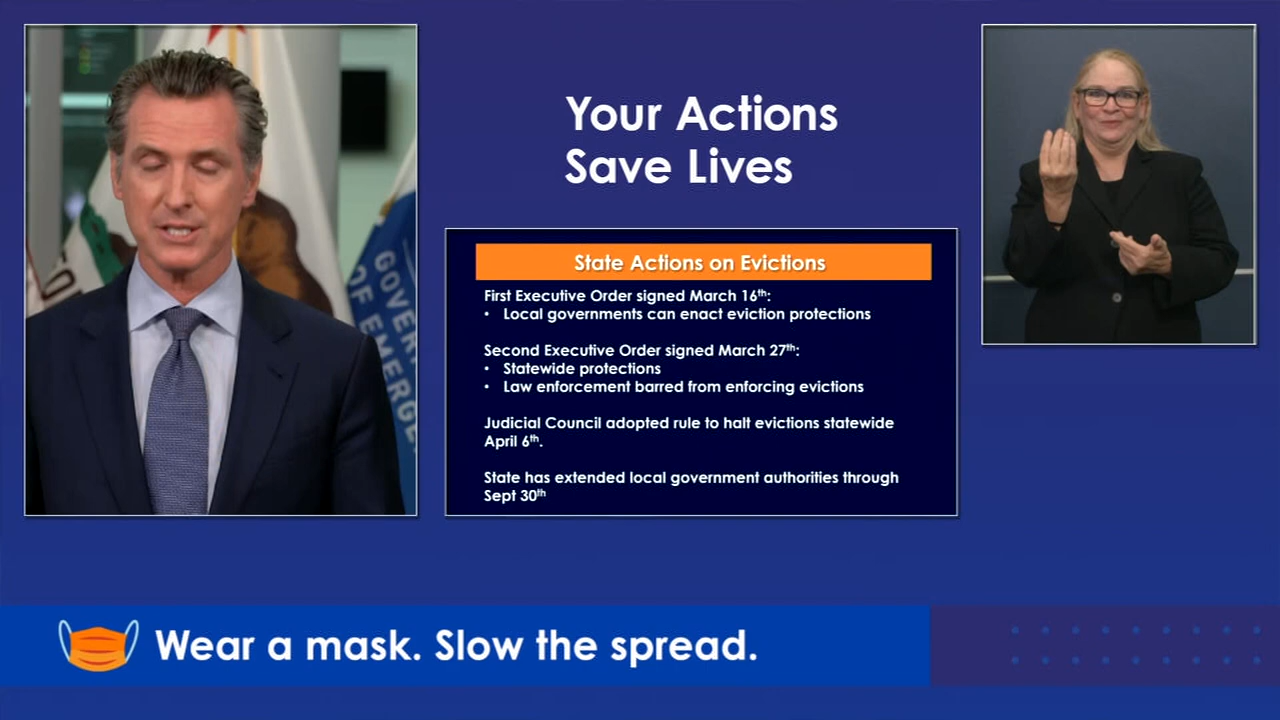 Your Actions
Save Lives
State Actions on Evictions
First Executive Order signed March 16th:
• Local governments can enact eviction protections
Second Executive Order signed March 27th:
• Statewide protections
• Law enforcement barred from enforcing evictions
Judicial Council adopted rule to halt evictions statewide
April 6th.
State has extended local government authorities through
Sept 30th
GOVER
OF EMERGE
Wear a mask. Slow the spread.